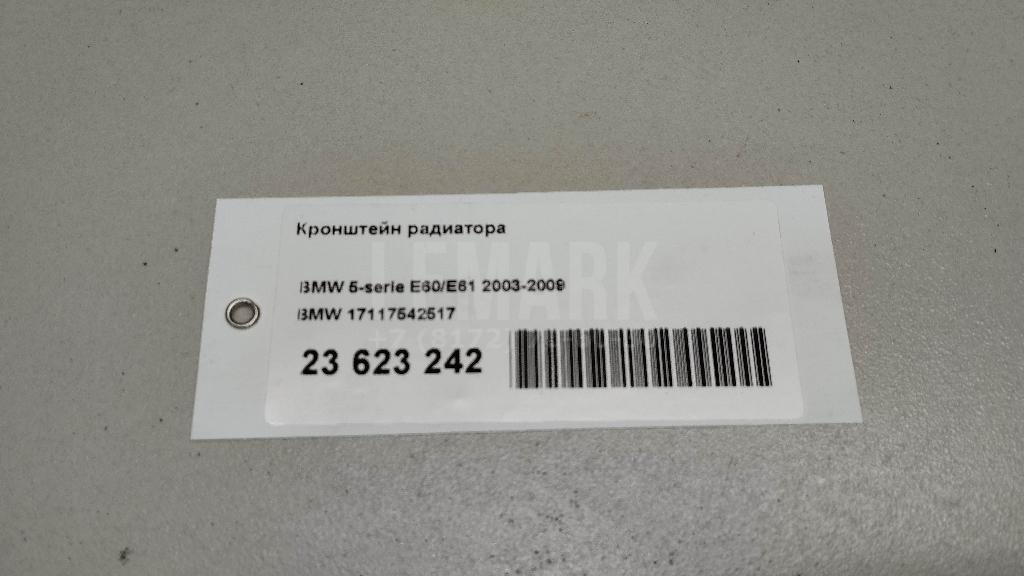 Кронштейн радиатора
LEMARK
BMW 5-serie E60/E61 2003-2009
BMW 17117542517
23 623 242